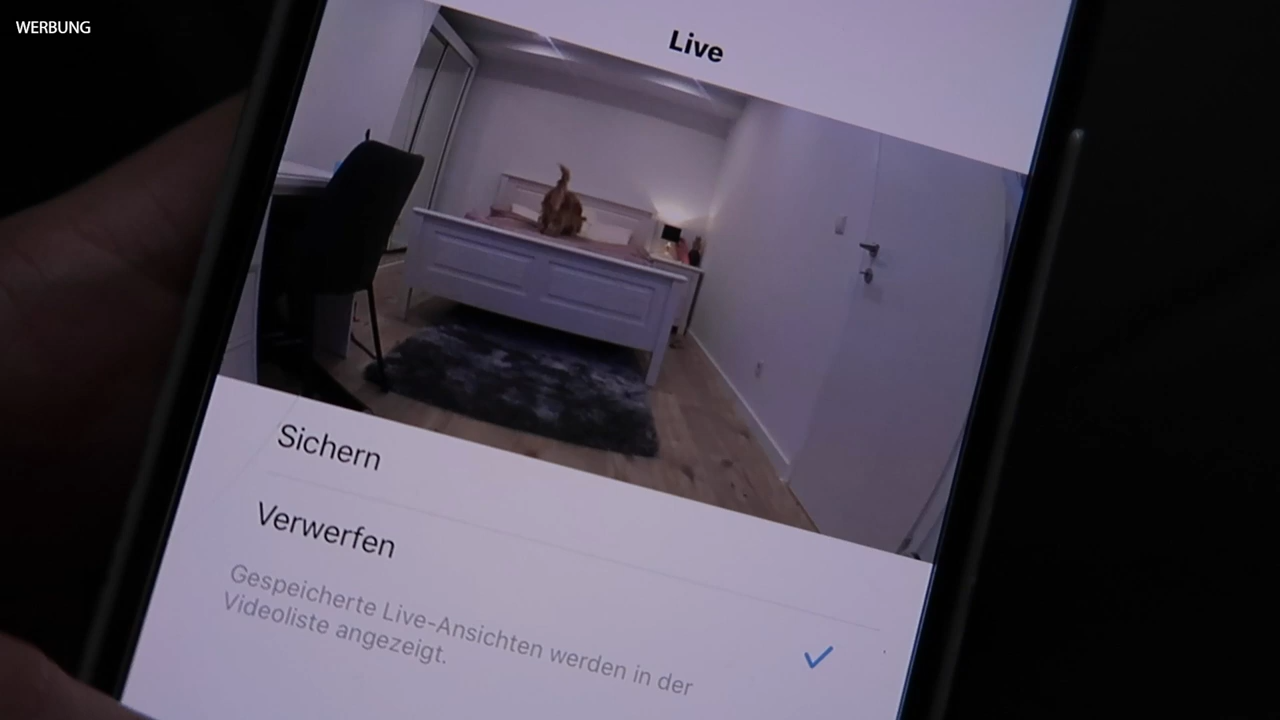 WERBUNG
Live
Sichern
Verwerfen
Gespeicherte Live-Ansichten werden in der
Videoliste angezeigt.